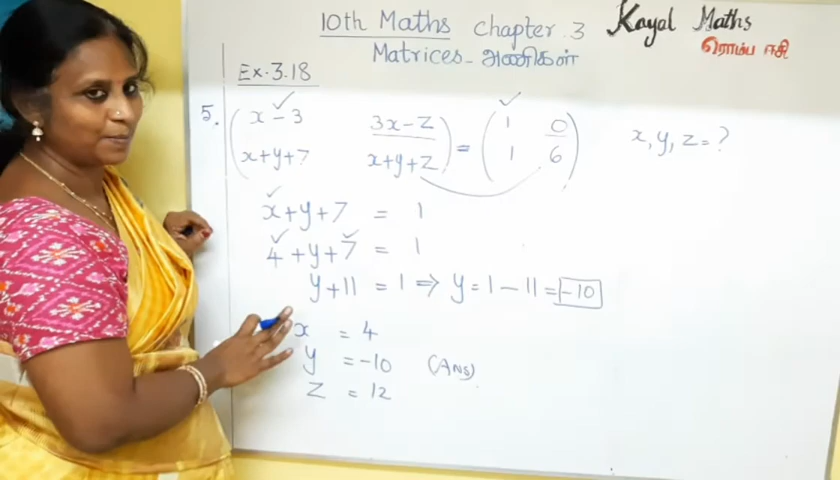 10th Maths Chapter 3 Kayal Maths
Matrices - அணிகள் ரொம்ப ஈசி
Ex. 3.18
5. ( x - 3 3x - z ) = ( 1 0 ) x, y, z = ?
( x+y+7 x+y+z ) ( 1 6 )
x+y+7 = 1
4+y+7 = 1
y+11 = 1 ⇒ y = 1 - 11 = -10
x = 4
y = -10 (Ans)
z = 12